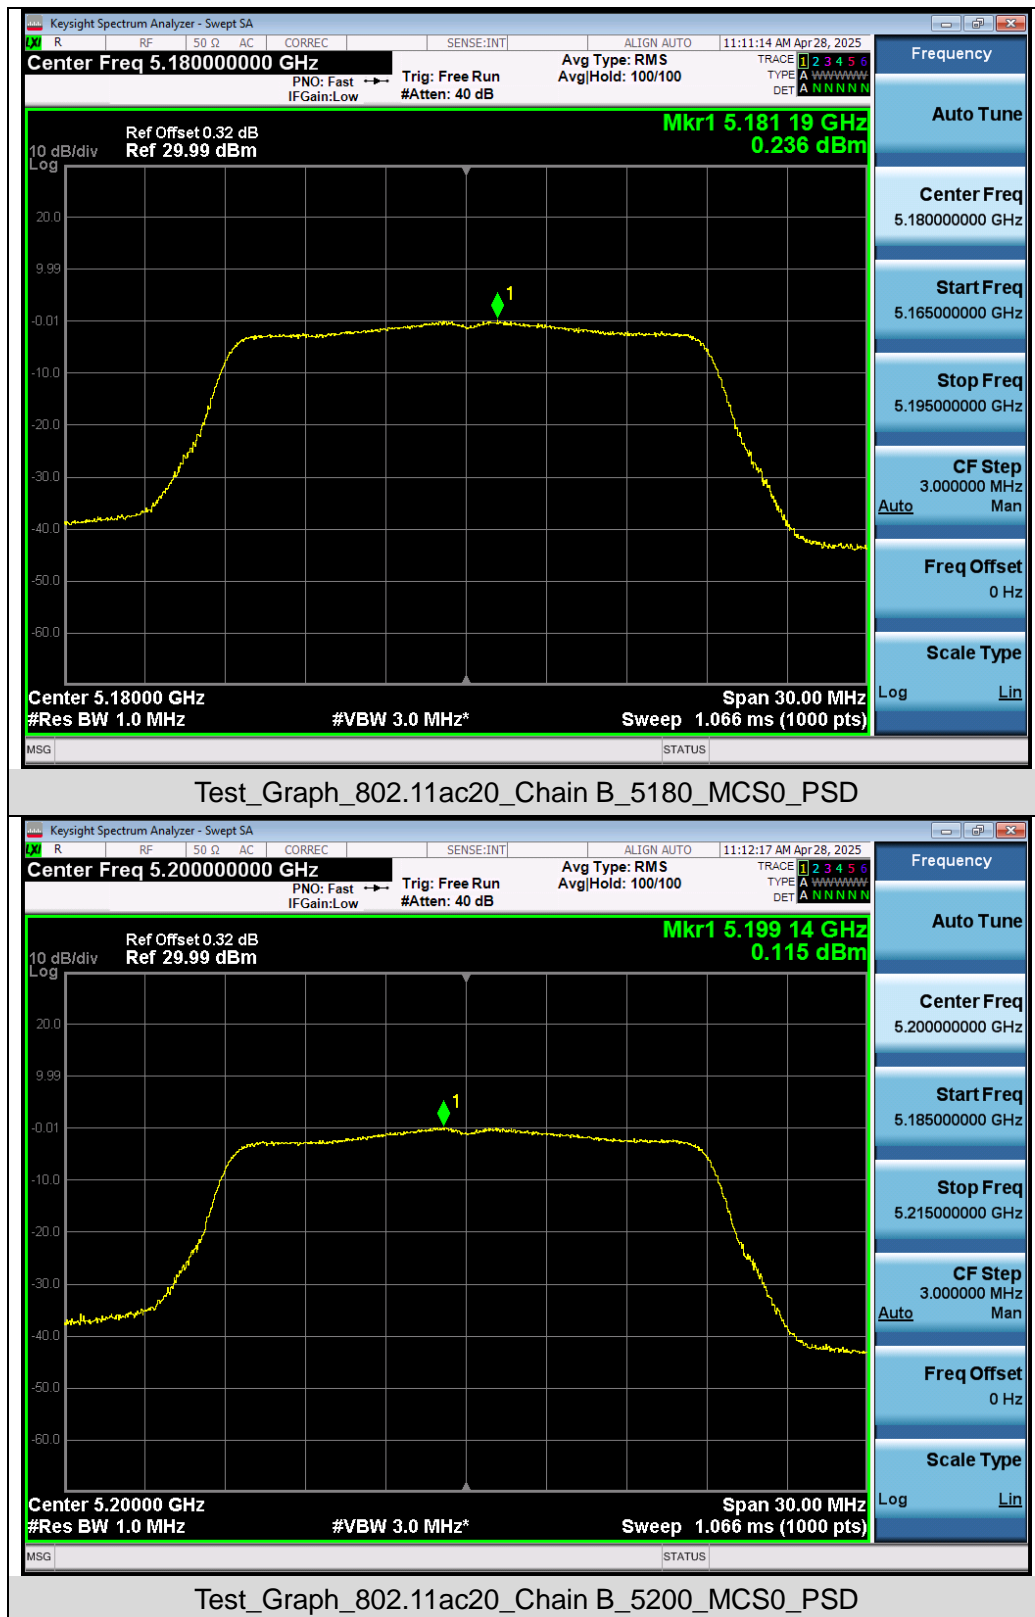 Keysight Spectrum Analyzer - Swept SA
LXI R RF 50 Ω AC CORREC SENSE:INT ALIGN AUTO 11:11:14 AM Apr 28, 2025
Center Freq 5.180000000 GHz
PNO: Fast
IFGain:Low
Trig: Free Run
#Atten: 40 dB
Avg Type: RMS
Avg|Hold: 100/100
TRACE 1 2 3 4 5 6
TYPE A WWWWW
DET A N N N N N
Mkr1 5.181 19 GHz
0.236 dBm
Ref Offset 0.32 dB
10 dB/div Ref 29.99 dBm
Log
20.0
9.99
1
-0.01
-10.0
-20.0
-30.0
-40.0
-50.0
-60.0
Center 5.18000 GHz Span 30.00 MHz
#Res BW 1.0 MHz #VBW 3.0 MHz* Sweep 1.066 ms (1000 pts)
MSG STATUS
Frequency
Auto Tune
Center Freq
5.180000000 GHz
Start Freq
5.165000000 GHz
Stop Freq
5.195000000 GHz
CF Step
3.000000 MHz
Auto Man
Freq Offset
0 Hz
Scale Type
Log Lin
Test_Graph_802.11ac20_Chain B_5180_MCS0_PSD
Keysight Spectrum Analyzer - Swept SA
LXI R RF 50 Ω AC CORREC SENSE:INT ALIGN AUTO 11:12:17 AM Apr 28, 2025
Center Freq 5.200000000 GHz
PNO: Fast
IFGain:Low
Trig: Free Run
#Atten: 40 dB
Avg Type: RMS
Avg|Hold: 100/100
TRACE 1 2 3 4 5 6
TYPE A WWWWW
DET A N N N N N
Mkr1 5.199 14 GHz
0.115 dBm
Ref Offset 0.32 dB
10 dB/div Ref 29.99 dBm
Log
20.0
9.99
1
-0.01
-10.0
-20.0
-30.0
-40.0
-50.0
-60.0
Center 5.20000 GHz Span 30.00 MHz
#Res BW 1.0 MHz #VBW 3.0 MHz* Sweep 1.066 ms (1000 pts)
MSG STATUS
Frequency
Auto Tune
Center Freq
5.200000000 GHz
Start Freq
5.185000000 GHz
Stop Freq
5.215000000 GHz
CF Step
3.000000 MHz
Auto Man
Freq Offset
0 Hz
Scale Type
Log Lin
Test_Graph_802.11ac20_Chain B_5200_MCS0_PSD